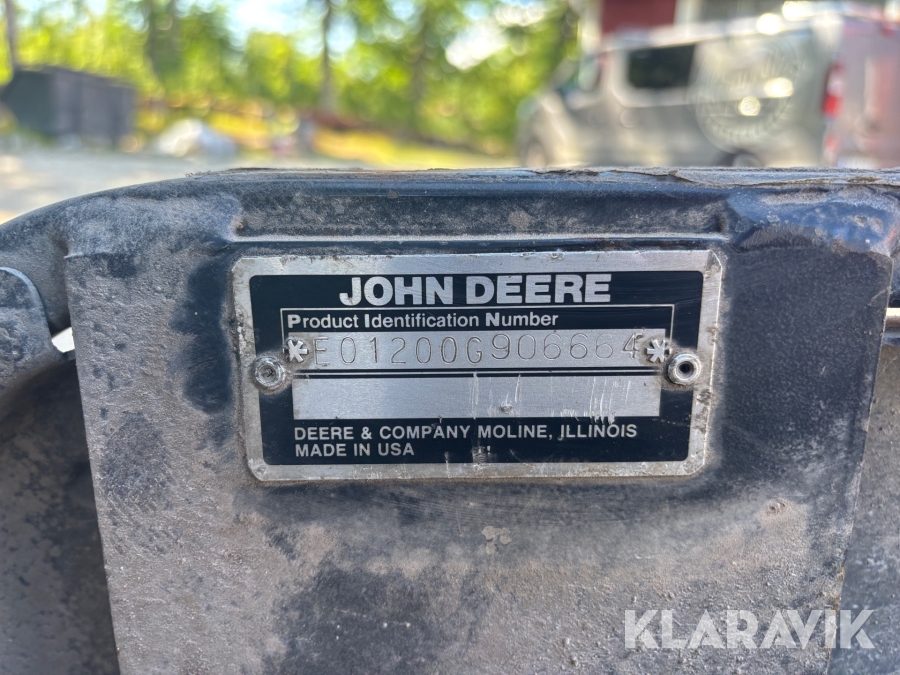 JOHN DEERE
Product Identification Number
*E01200G906664*
DEERE & COMPANY MOLINE, ILLINOIS
MADE IN USA
KLARAVIK